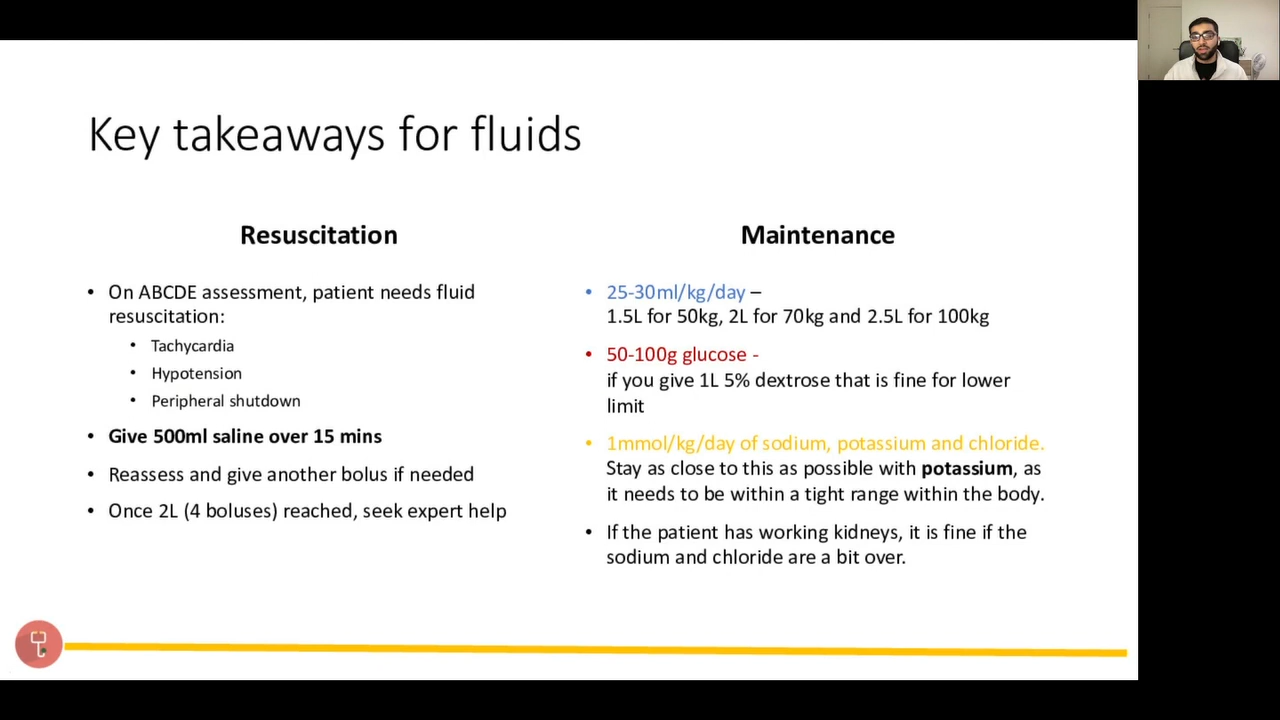 Key takeaways for fluids
Resuscitation
• On ABCDE assessment, patient needs fluid
resuscitation:
• Tachycardia
• Hypotension
• Peripheral shutdown
• Give 500ml saline over 15 mins
• Reassess and give another bolus if needed
• Once 2L (4 boluses) reached, seek expert help
Maintenance
• 25-30ml/kg/day –
1.5L for 50kg, 2L for 70kg and 2.5L for 100kg
• 50-100g glucose -
if you give 1L 5% dextrose that is fine for lower
limit
• 1mmol/kg/day of sodium, potassium and chloride.
Stay as close to this as possible with potassium, as
it needs to be within a tight range within the body.
• If the patient has working kidneys, it is fine if the
sodium and chloride are a bit over.